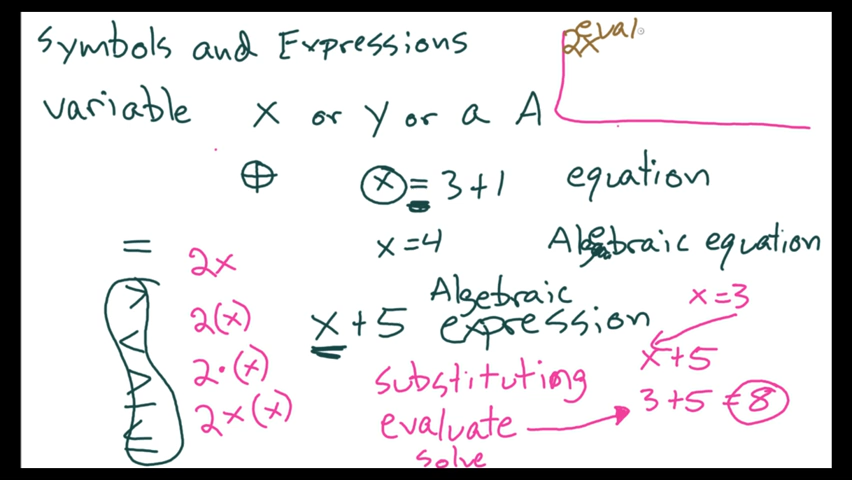 Symbols and Expressions
eval
2x
variable x or y or a A
⊕ x = 3+1 equation
= x=4 Algebraic equation
2x
> 2(x) x+5 Algebraic expression
x=3
< 2·(x) substituting x+5
> 2x(x) evaluate 3+5=8
≤ solve